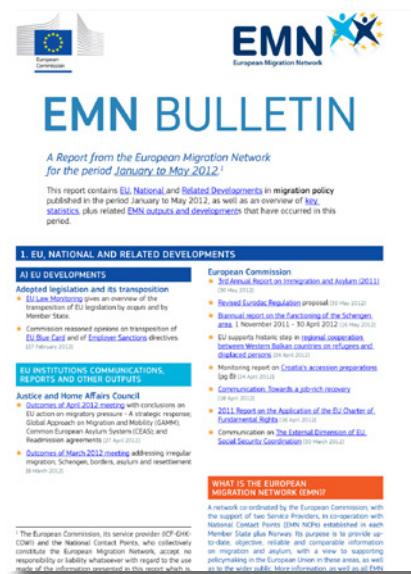 European
Commission
EMN
European Migration Network
EMN BULLETIN
A Report from the European Migration Network
for the period January to May 2012.1
This report contains EU, National and Related Developments in migration policy
published in the period January to May 2012, as well as an overview of key
statistics, plus related EMN outputs and developments that have occurred in this
period.
1. EU, NATIONAL AND RELATED DEVELOPMENTS
A) EU DEVELOPMENTS
Adopted legislation and its transposition
EU Law Monitoring gives an overview of the
transposition of EU legislation by acquis and by
Member State.
Commission reasoned opinions on transposition of
EU Blue Card and of Employer Sanctions directives.
[27 February 2012]
EU INSTITUTIONS COMMUNICATIONS,
REPORTS AND OTHER OUTPUTS
Justice and Home Affairs Council
Outcomes of April 2012 meeting with conclusions on
EU action on migratory pressure - A strategic response;
Global Approach on Migration and Mobility (GAMM);
Common European Asylum System (CEAS); and
Readmission agreements [27 April 2012]
Outcomes of March 2012 meeting addressing irregular
migration, Schengen, borders, asylum and resettlement
[8 March 2012]
1 The European Commission, its service provider (ICF-GHK-
COWI) and the National Contact Points, who collectively
constitute the European Migration Network, accept no
responsibility or liability whatsoever with regard to the use
made of the information presented in this report which is
European Commission
3rd Annual Report on Immigration and Asylum (2011)
[30 May 2012]
Revised Eurodac Regulation proposal [30 May 2012]
Biannual report on the functioning of the Schengen
area, 1 November 2011 - 30 April 2012 [16 May 2012]
EU supports historic step in regional cooperation
between Western Balkan countries on refugees and
displaced persons [24 April 2012]
Monitoring report on Croatia's accession preparations
(pg 8) [24 April 2012]
Communication: Towards a job-rich recovery
[18 April 2012]
2011 Report on the Application of the EU Charter of
Fundamental Rights [16 April 2012]
Communication on The External Dimension of EU
Social Security Coordination [30 March 2012]
WHAT IS THE EUROPEAN
MIGRATION NETWORK (EMN)?
A network co-ordinated by the European Commission, with
the support of two Service Providers, in co-operation with
National Contact Points (EMN NCPs) established in each
Member State plus Norway. Its purpose is to provide up-
to-date, objective, reliable and comparable information
on migration and asylum, with a view to supporting
policymaking in the European Union in these areas, as well
as to the wider public. More information, as well as all EMN